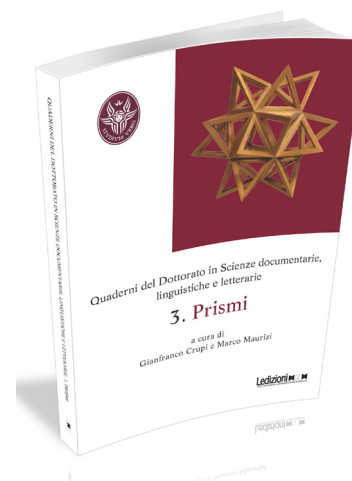 QUADERNI DEL DOTTORATO IN SCIENZE DOCUMENTARIE, LINGUISTICHE E LETTERARIE. 3. PRISMI
Quaderni del Dottorato in Scienze documentarie,
linguistiche e letterarie
3. Prismi
a cura di
Gianfranco Crupi e Marco Maurizi
Ledizioni